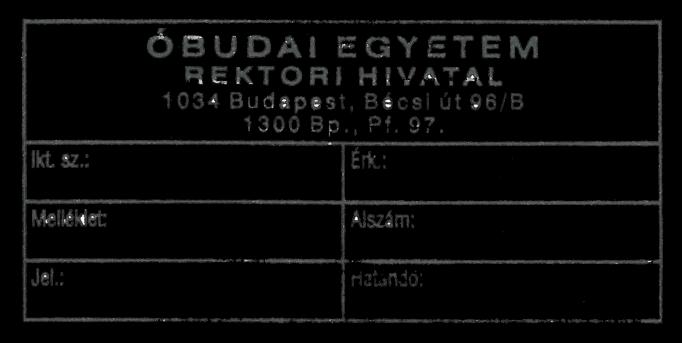 ÓBUDAI EGYETEM
REKTORI HIVATAL
1034 Budapest, Bécsi út 96/B
1300 Bp., Pf. 97.
Ikt. sz.: Érk.:
Melléklet: Alszám:
Jel.: Határidő: